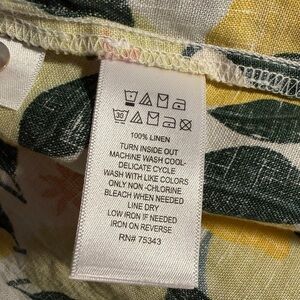 30
100% LINEN
TURN INSIDE OUT
MACHINE WASH COOL-
DELICATE CYCLE
WASH WITH LIKE COLORS
ONLY NON -CHLORINE
BLEACH WHEN NEEDED
LINE DRY
LOW IRON IF NEEDED
IRON ON REVERSE
RN# 75343